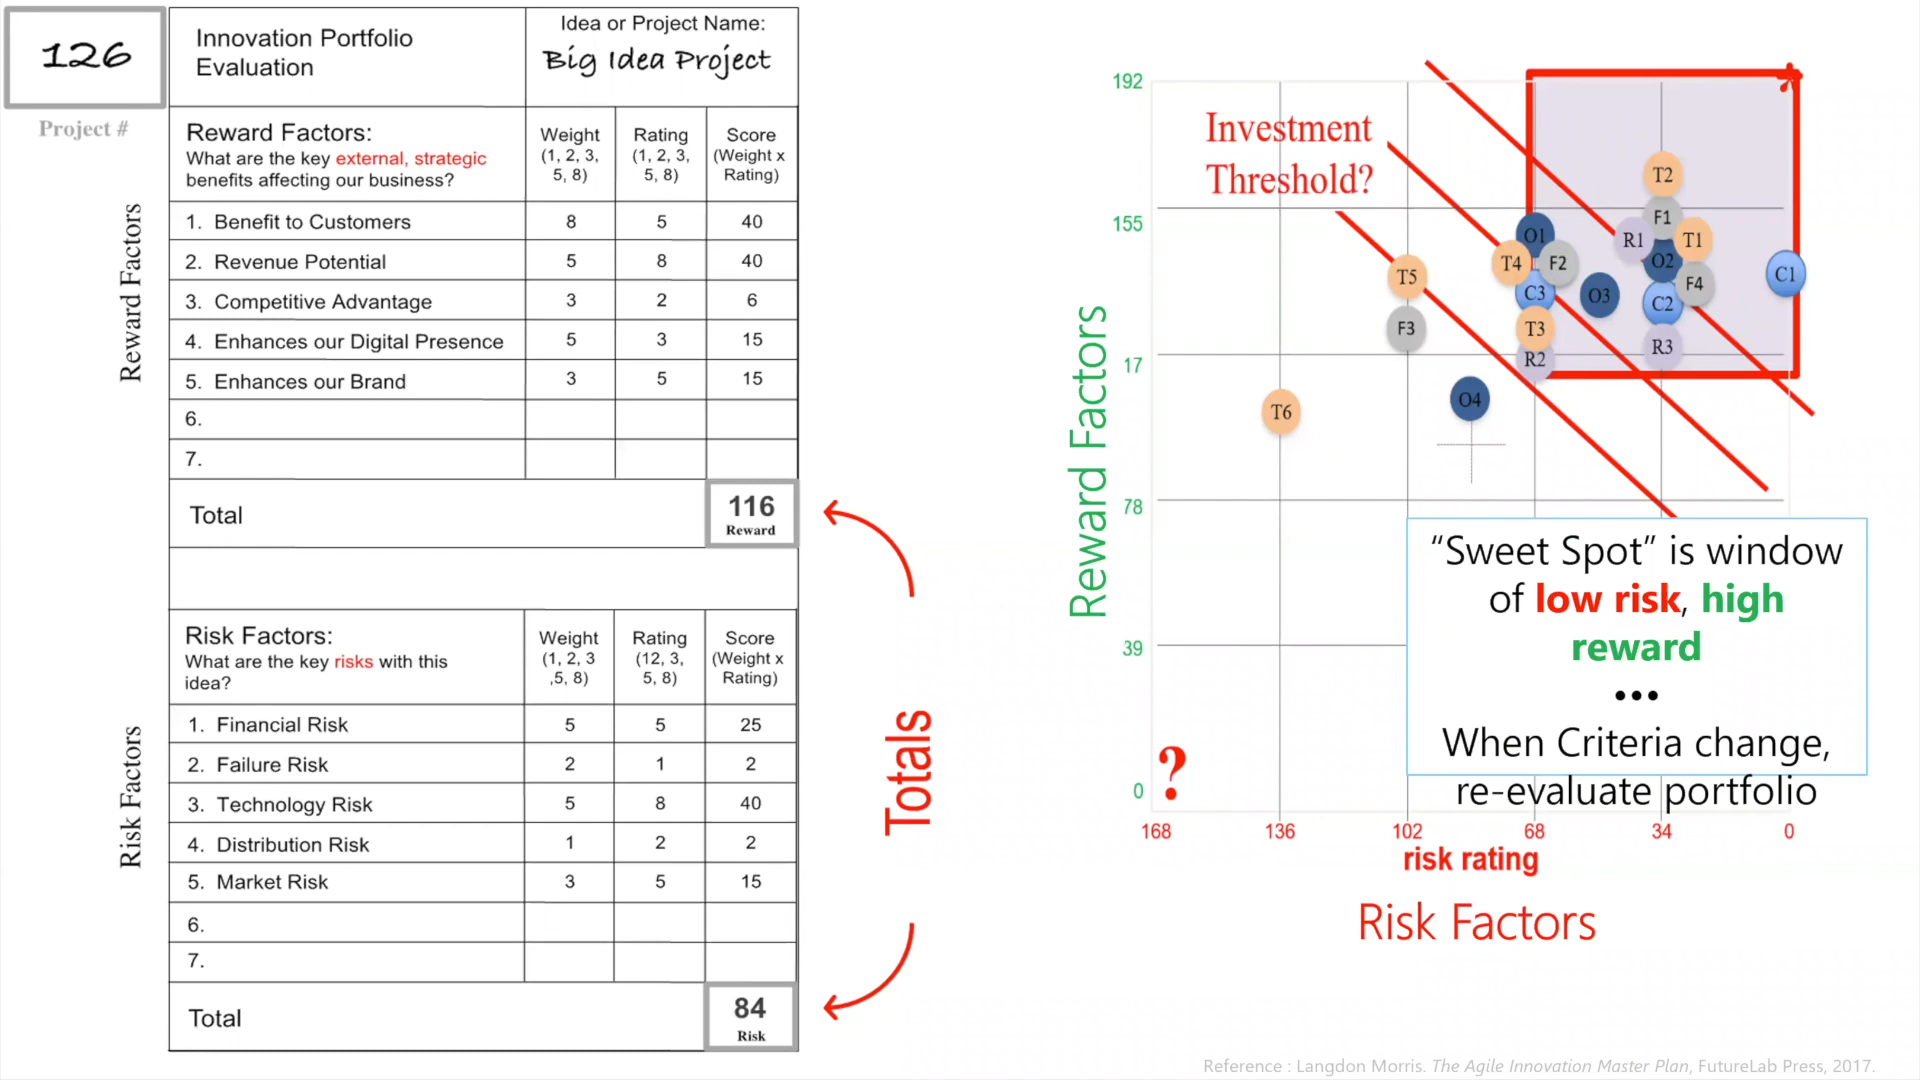 126
Project #
Innovation Portfolio
Evaluation
Idea or Project Name:
Big Idea Project
Reward Factors
Reward Factors:
What are the key external, strategic
benefits affecting our business?
Weight
(1, 2, 3,
5, 8)
Rating
(1, 2, 3,
5, 8)
Score
(Weight x
Rating)
1. Benefit to Customers 8 5 40
2. Revenue Potential 5 8 40
3. Competitive Advantage 3 2 6
4. Enhances our Digital Presence 5 3 15
5. Enhances our Brand 3 5 15
6.
7.
Total
116
Reward
Risk Factors
Risk Factors:
What are the key risks with this
idea?
Weight
(1, 2, 3
,5, 8)
Rating
(12, 3,
5, 8)
Score
(Weight x
Rating)
1. Financial Risk 5 5 25
2. Failure Risk 2 1 2
3. Technology Risk 5 8 40
4. Distribution Risk 1 2 2
5. Market Risk 3 5 15
6.
7.
Total
84
Risk
Totals
Reward Factors
192
155
17
78
39
0
Investment
Threshold?
T2
F1
O1
R1
T1
T4
F2
O2
T5
C1
C3
O3
F4
C2
F3
T3
R3
R2
O4
T6
?
“Sweet Spot” is window
of low risk, high
reward
•••
When Criteria change,
re-evaluate portfolio
168 136 102 68 34 0
risk rating
Risk Factors
Reference : Langdon Morris. The Agile Innovation Master Plan, FutureLab Press, 2017.